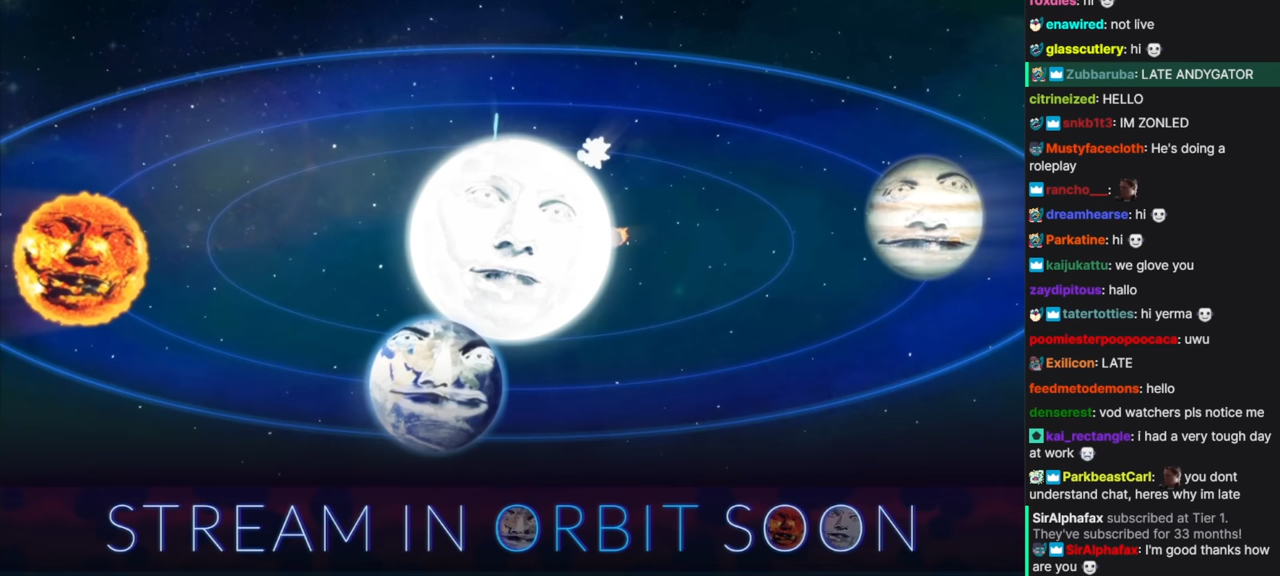 STREAM IN ORBIT SOON
roxules: hi
enawired: not live
glasscutlery: hi
Zubbaruba: LATE ANDYGATOR
citrineized: HELLO
snkb1t3: IM ZONLED
Mustyfacecloth: He's doing a
roleplay
rancho___:
dreamhearse: hi
Parkatine: hi
kaijukattu: we glove you
zaydipitous: hallo
tatertotties: hi yerma
poomiesterpoopoocaca: uwu
Exilicon: LATE
feedmetodemons: hello
denserest: vod watchers pls notice me
kai_rectangle: i had a very tough day
at work
ParkbeastCarl: you dont
understand chat, heres why im late
SirAlphafax subscribed at Tier 1.
They've subscribed for 33 months!
SirAlphafax: I'm good thanks how
are you